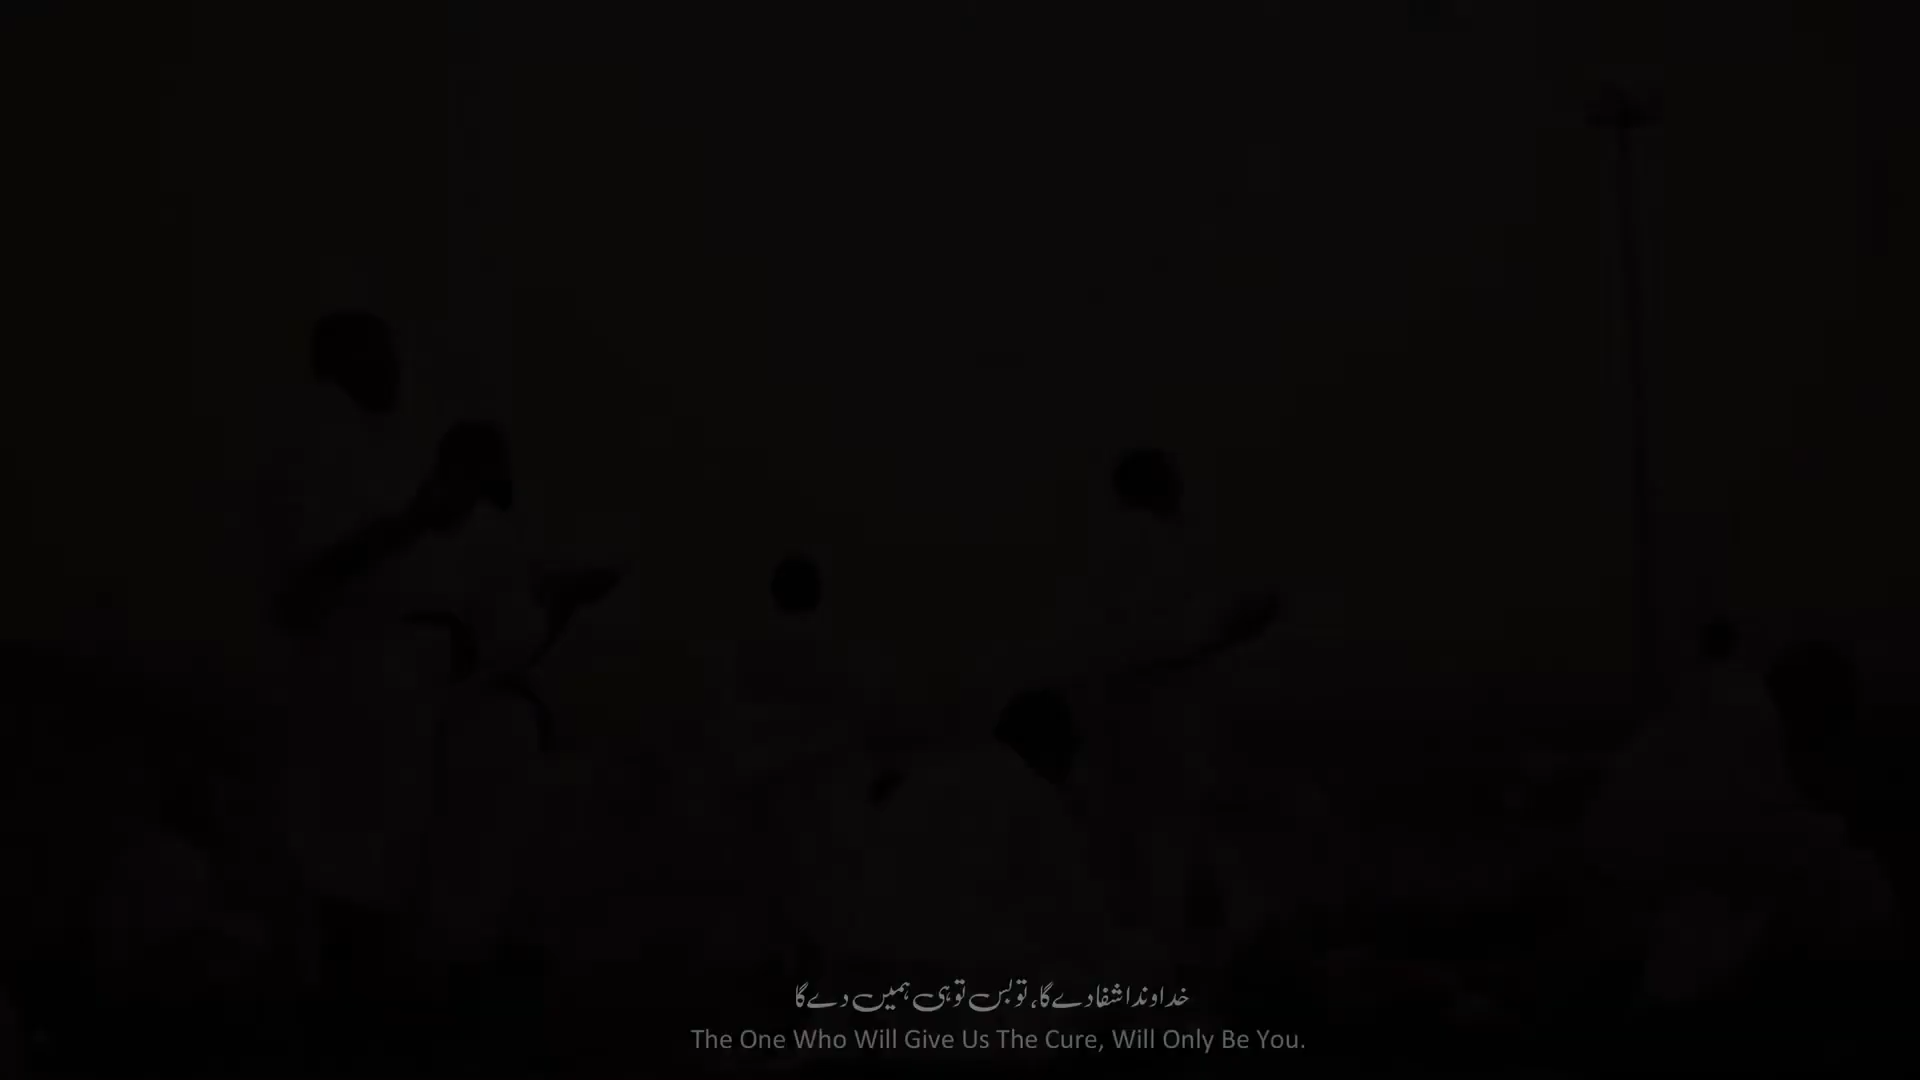 خداوندا شفا دے گا، تو بس تو ہی ہمیں دے گا
The One Who Will Give Us The Cure, Will Only Be You.